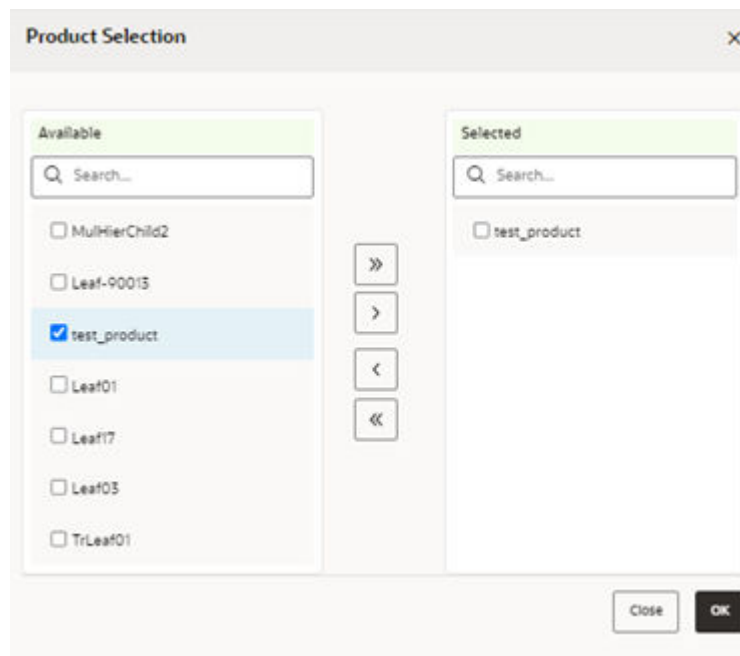 Product Selection
Available
Search...
MulHierChild2
Leaf-90013
test_product
Leaf01
Leaf17
Leaf03
TrLeaf01
Selected
Search...
test_product
Close
OK